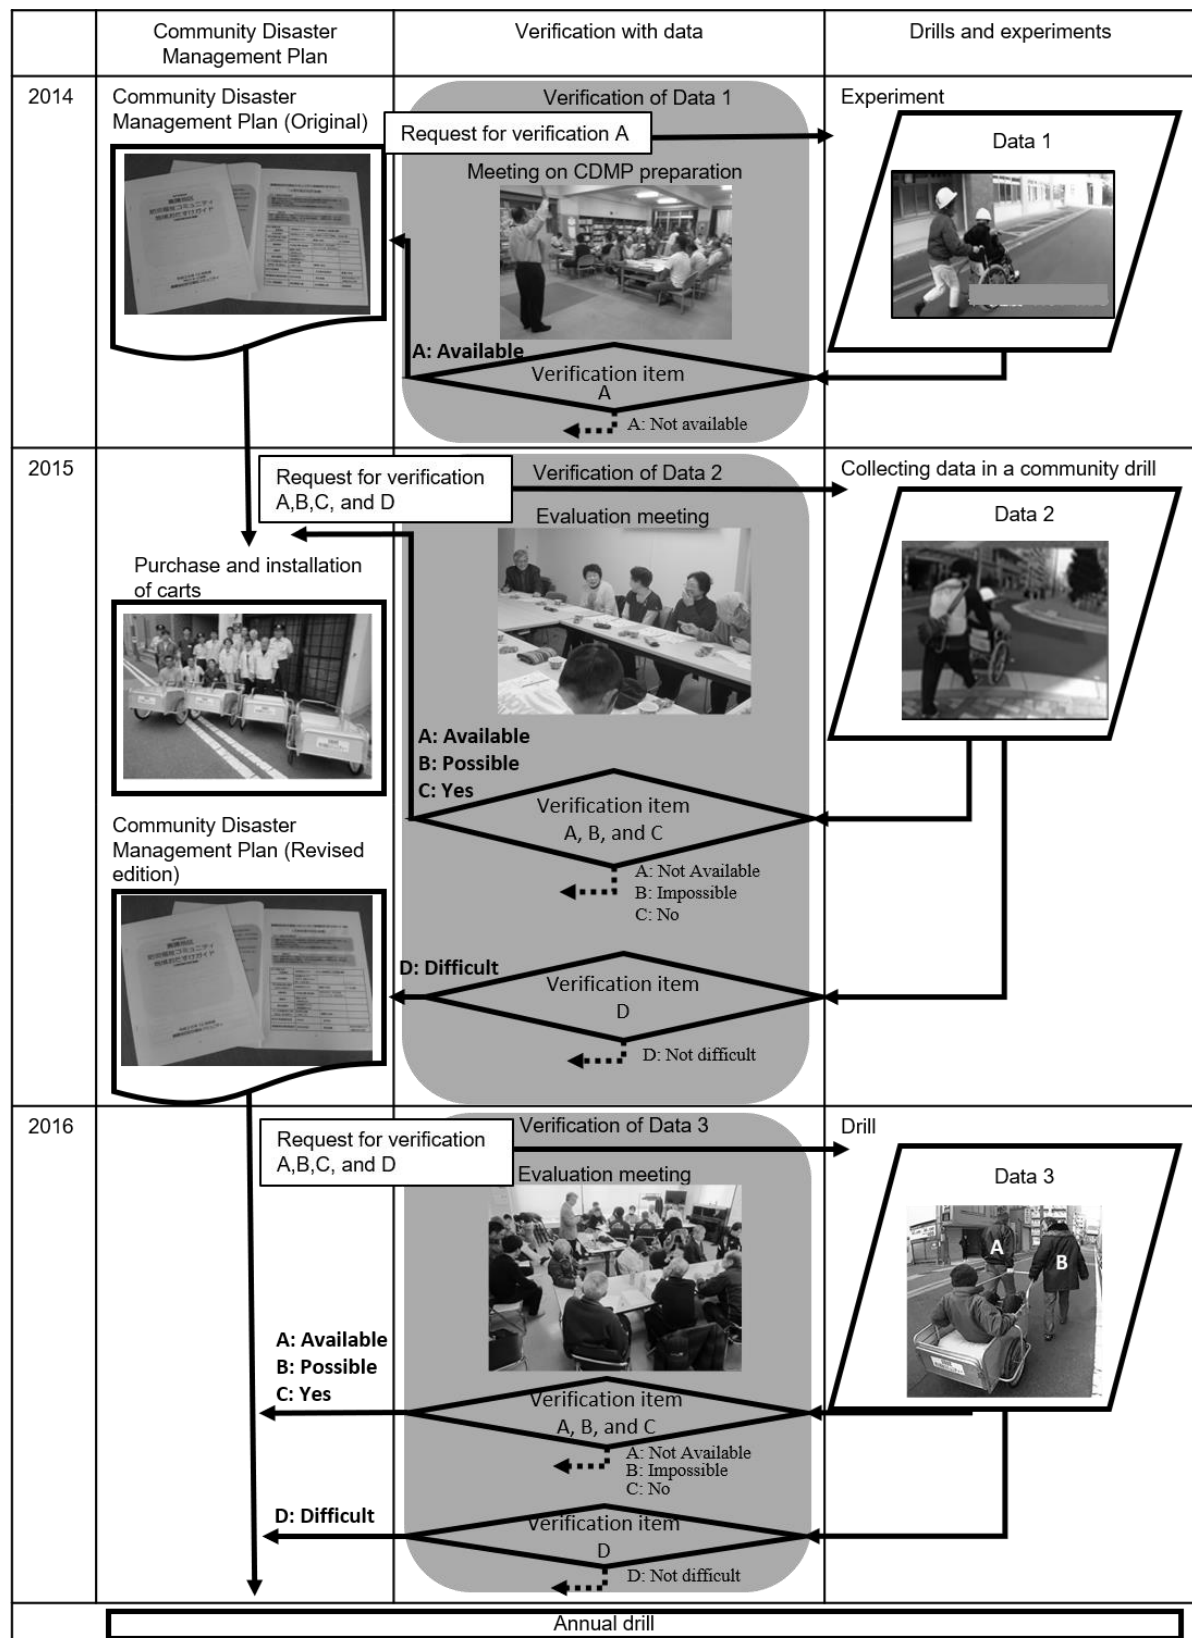 Community Disaster
Management Plan
Verification with data
Drills and experiments
2014
Community Disaster
Management Plan (Original)
Verification of Data 1
Request for verification A
Meeting on CDMP preparation
Experiment
Data 1
A: Available
Verification item
A
A: Not available
2015
Request for verification
A,B,C, and D
Verification of Data 2
Evaluation meeting
Collecting data in a community drill
Data 2
Purchase and installation
of carts
A: Available
B: Possible
C: Yes
Verification item
A, B, and C
A: Not Available
B: Impossible
C: No
Community Disaster
Management Plan (Revised
edition)
D: Difficult
Verification item
D
D: Not difficult
2016
Request for verification
A,B,C, and D
Verification of Data 3
Evaluation meeting
Drill
Data 3
A
B
A: Available
B: Possible
C: Yes
Verification item
A, B, and C
A: Not Available
B: Impossible
C: No
D: Difficult
Verification item
D
D: Not difficult
Annual drill